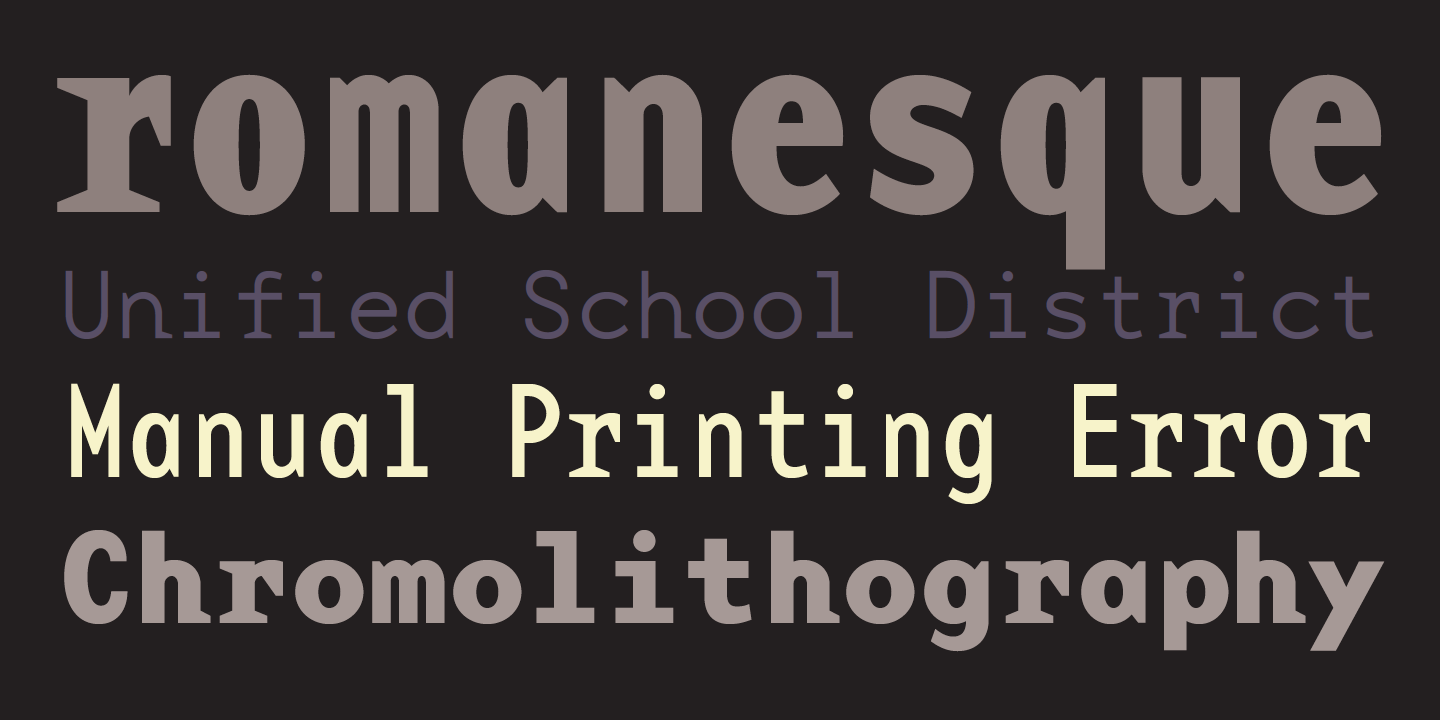 romanesque
Unified School District
Manual Printing Error
Chromolithography